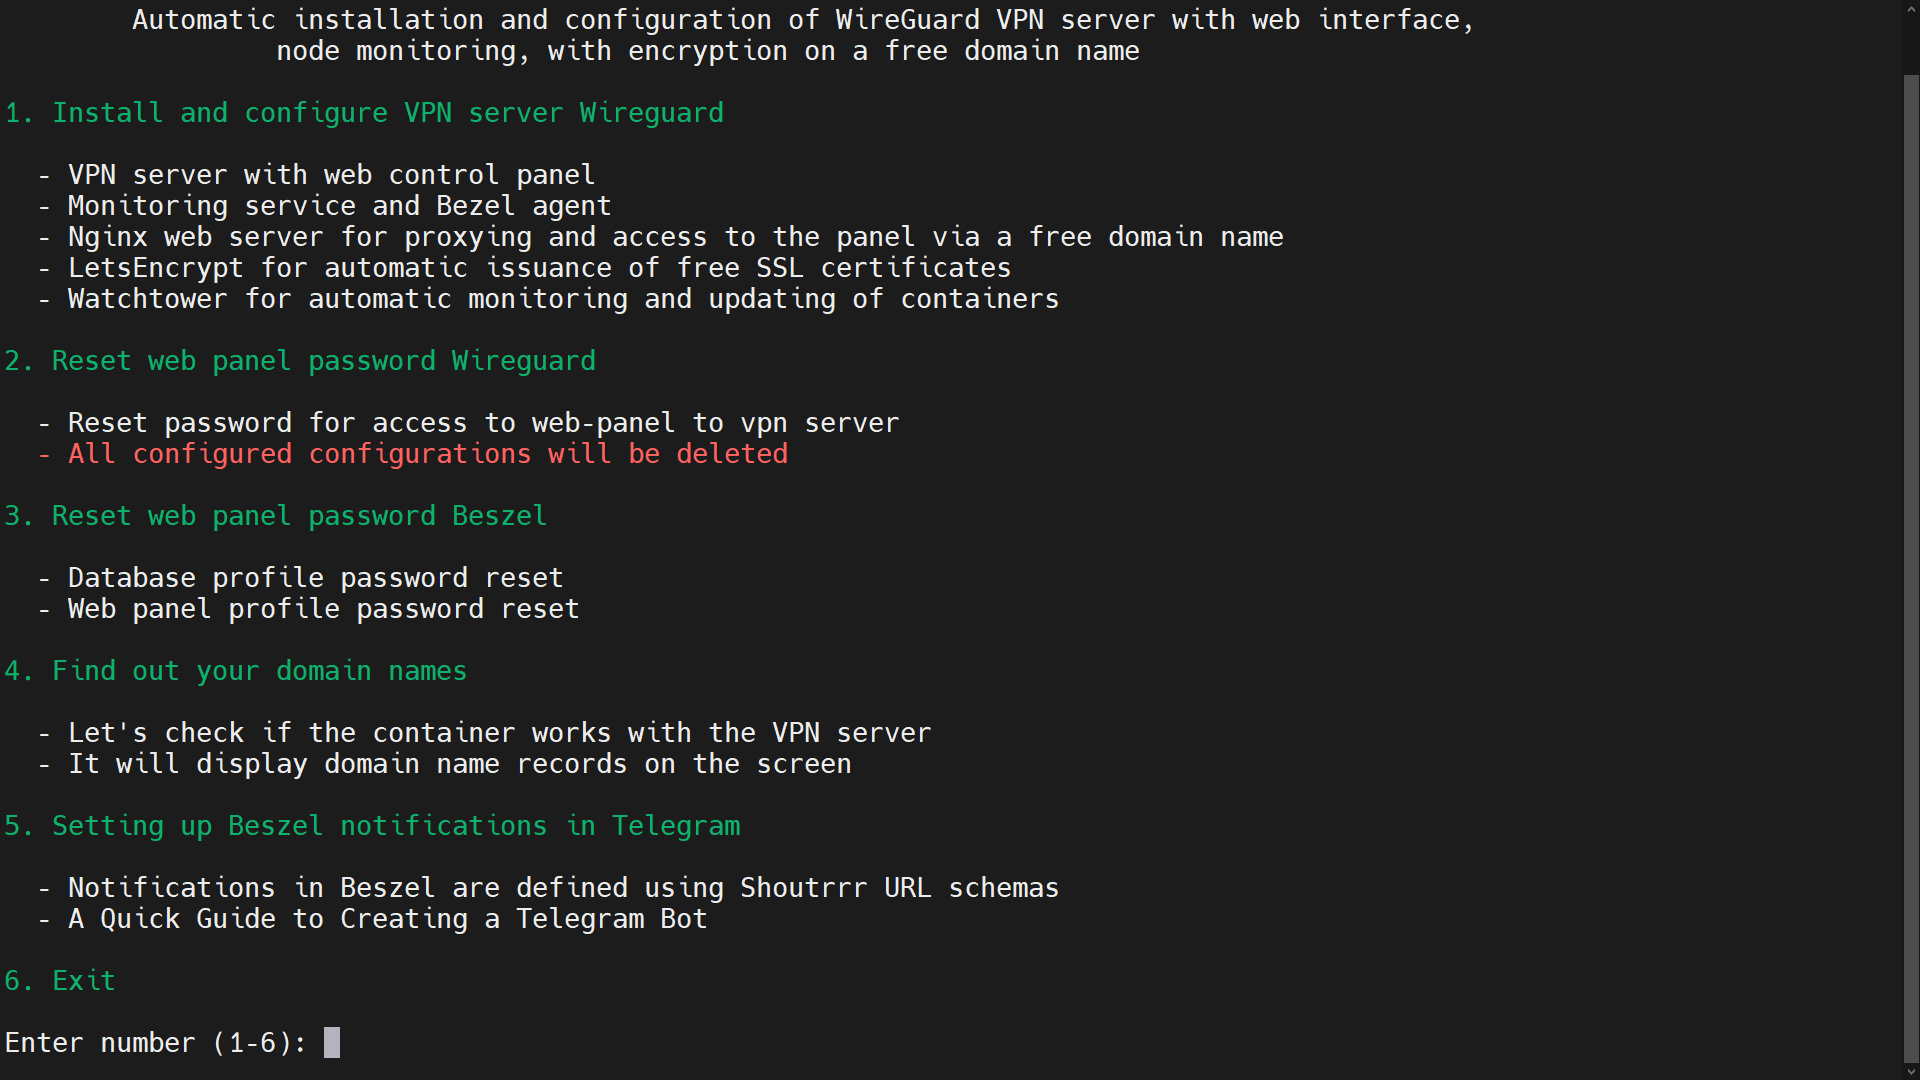 Automatic installation and configuration of WireGuard VPN server with web interface,
node monitoring, with encryption on a free domain name
1. Install and configure VPN server Wireguard
- VPN server with web control panel
- Monitoring service and Bezel agent
- Nginx web server for proxying and access to the panel via a free domain name
- LetsEncrypt for automatic issuance of free SSL certificates
- Watchtower for automatic monitoring and updating of containers
2. Reset web panel password Wireguard
- Reset password for access to web-panel to vpn server
- All configured configurations will be deleted
3. Reset web panel password Beszel
- Database profile password reset
- Web panel profile password reset
4. Find out your domain names
- Let's check if the container works with the VPN server
- It will display domain name records on the screen
5. Setting up Beszel notifications in Telegram
- Notifications in Beszel are defined using Shoutrrr URL schemas
- A Quick Guide to Creating a Telegram Bot
6. Exit
Enter number (1-6):